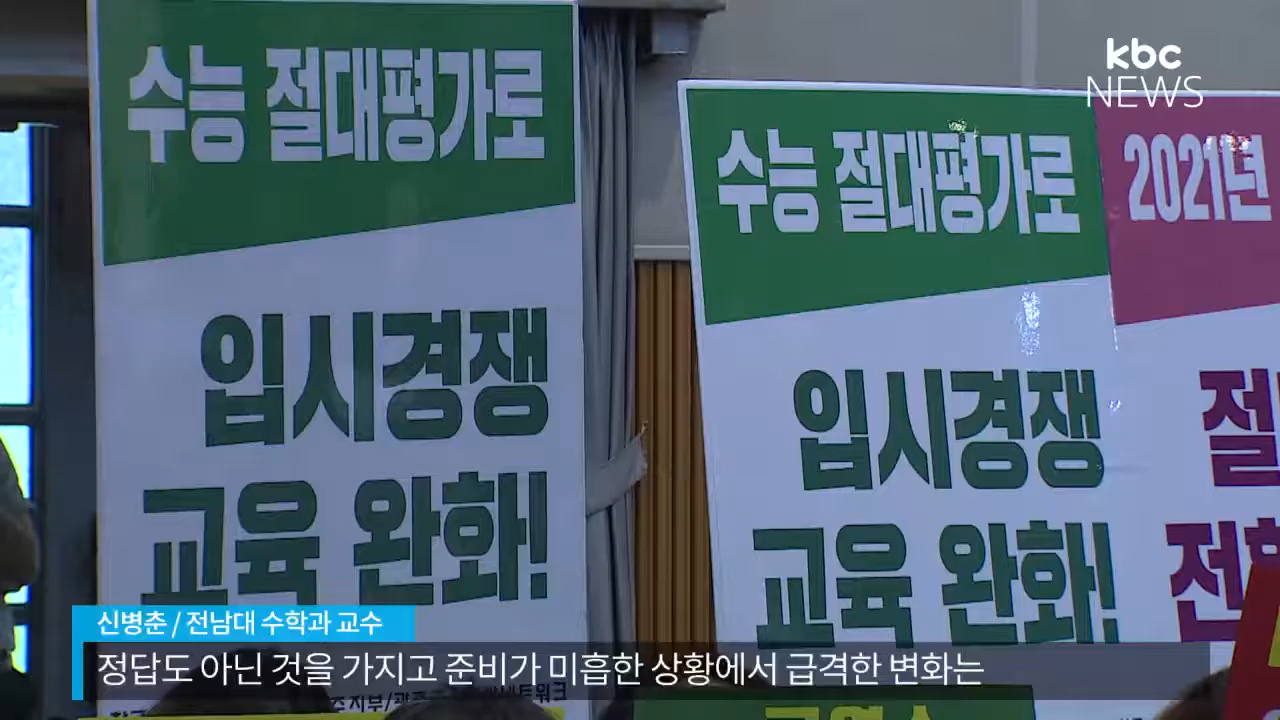 kbc
NEWS
수능 절대평가로
입시경쟁
교육 완화!
수능 절대평가로
입시경쟁
교육 완화!
2021년
신병춘 / 전남대 수학과 교수
정답도 아닌 것을 가지고 준비가 미흡한 상황에서 급격한 변화는